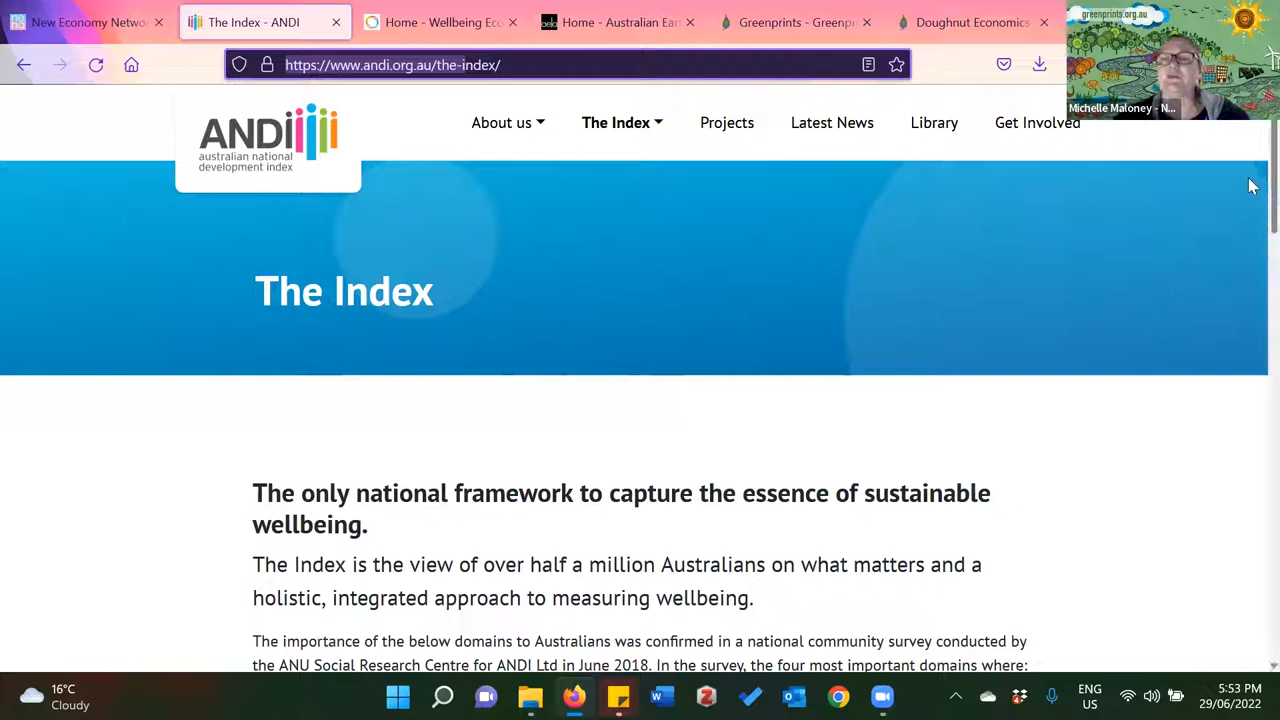 New Economy Netwo
The Index - ANDI
Home - Wellbeing Eco
Home - Australian Ear
Greenprints - Greenpr
Doughnut Economics
https://www.andi.org.au/the-index/
greenprints.org.au
Michelle Maloney - N...
ANDI
australian national
development index
About us
The Index
Projects
Latest News
Library
Get Involved
The Index
The only national framework to capture the essence of sustainable
wellbeing.
The Index is the view of over half a million Australians on what matters and a
holistic, integrated approach to measuring wellbeing.
The importance of the below domains to Australians was confirmed in a national community survey conducted by
the ANU Social Research Centre for ANDI Ltd in June 2018. In the survey, the four most important domains where:
16°C
Cloudy
ENG
US
5:53 PM
29/06/2022